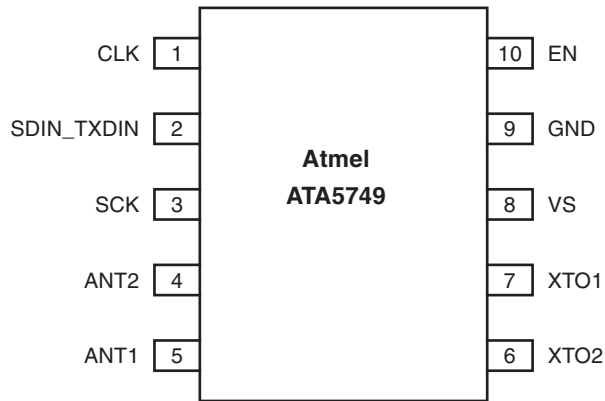 CLK 1 10 EN
SDIN_TXDIN 2 9 GND
Atmel
ATA5749
SCK 3 8 VS
ANT2 4 7 XTO1
ANT1 5 6 XTO2